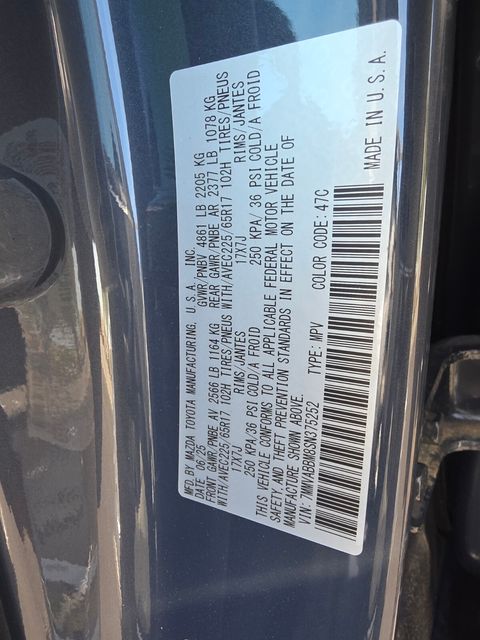 MFD. BY MAZDA TOYOTA MANUFACTURING, U.S.A., INC.
DATE 06/25 GVWR/PNBV 4861 LB 2205 KG
FRONT GAWR/PNBE AV 2566 LB 1164 KG REAR GAWR/PNBE AR 2377 LB 1078 KG
WITH/AVEC225/65R17 102H TIRES/PNEUS WITH/AVEC225/65R17 102H TIRES/PNEUS
17X7J RIMS/JANTES 17X7J RIMS/JANTES
250 KPA/36 PSI COLD/A FROID 250 KPA/ 36 PSI COLD/A FROID
THIS VEHICLE CONFORMS TO ALL APPLICABLE FEDERAL MOTOR VEHICLE
SAFETY AND THEFT PREVENTION STANDARDS IN EFFECT ON THE DATE OF
MANUFACTURE SHOWN ABOVE.
VIN: 7MMVABBM8SN375252 TYPE: MPV COLOR CODE: 47C
MADE IN U.S.A.